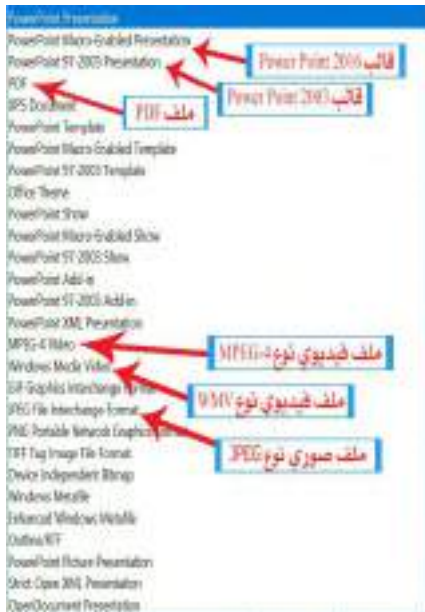 PowerPoint Presentation
PowerPoint Macro-Enabled Presentation
PowerPoint 97-2003 Presentation
قالب Power Point 2016
PDF
قالب Power Point 2003
XPS Document
ملف PDF
PowerPoint Template
PowerPoint Macro-Enabled Template
PowerPoint 97-2003 Template
Office Theme
PowerPoint Show
PowerPoint Macro-Enabled Show
PowerPoint 97-2003 Show
PowerPoint Add-in
PowerPoint 97-2003 Add-in
PowerPoint XML Presentation
MPEG-4 Video
ملف فيديوي نوع MPEG-4
Windows Media Video
GIF Graphics Interchange Format
ملف فيديوي نوع WMV
JPEG File Interchange Format
PNG Portable Network Graphics
TIFF Tag Image File Format
ملف صوري نوع JPEG
Device Independent Bitmap
Windows Metafile
Enhanced Windows Metafile
Outline/RTF
PowerPoint Picture Presentation
Strict Open XML Presentation
OpenDocument Presentation